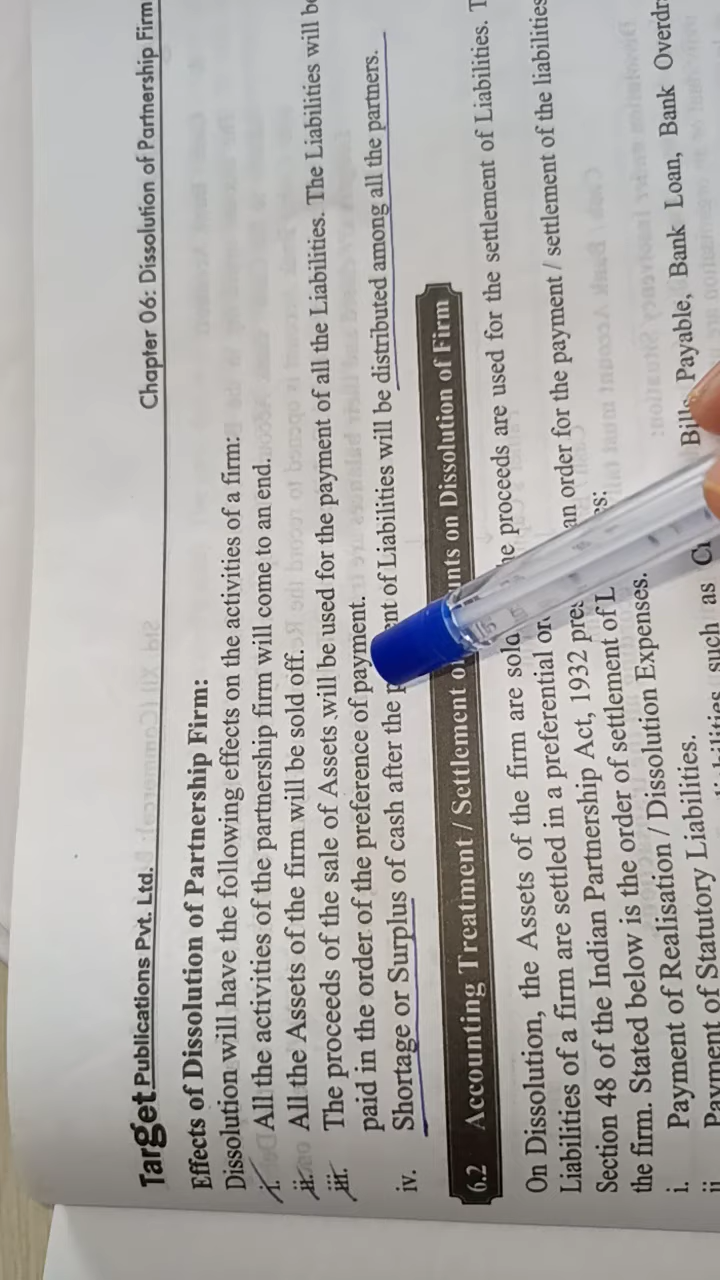 Target Publications Pvt. Ltd. Chapter 06: Dissolution of Partnership Firm
Effects of Dissolution of Partnership Firm:
Dissolution will have the following effects on the activities of a firm:
i. All the activities of the partnership firm will come to an end.
ii. All the Assets of the firm will be sold off.
iii. The proceeds of the sale of Assets will be used for the payment of all the Liabilities. The Liabilities will be
paid in the order of the preference of payment.
iv. Shortage or Surplus of cash after the ent of Liabilities will be distributed among all the partners.
6.2 Accounting Treatment / Settlement o unts on Dissolution of Firm
On Dissolution, the Assets of the firm are sold he proceeds are used for the settlement of Liabilities. T
Liabilities of a firm are settled in a preferential or an order for the payment / settlement of the liabilities
Section 48 of the Indian Partnership Act, 1932 pres
the firm. Stated below is the order of settlement of L es:
i. Payment of Realisation / Dissolution Expenses.
ii Payment of Statutory Liabilities.
such as Bills Payable, Bank Loan, Bank Overdr